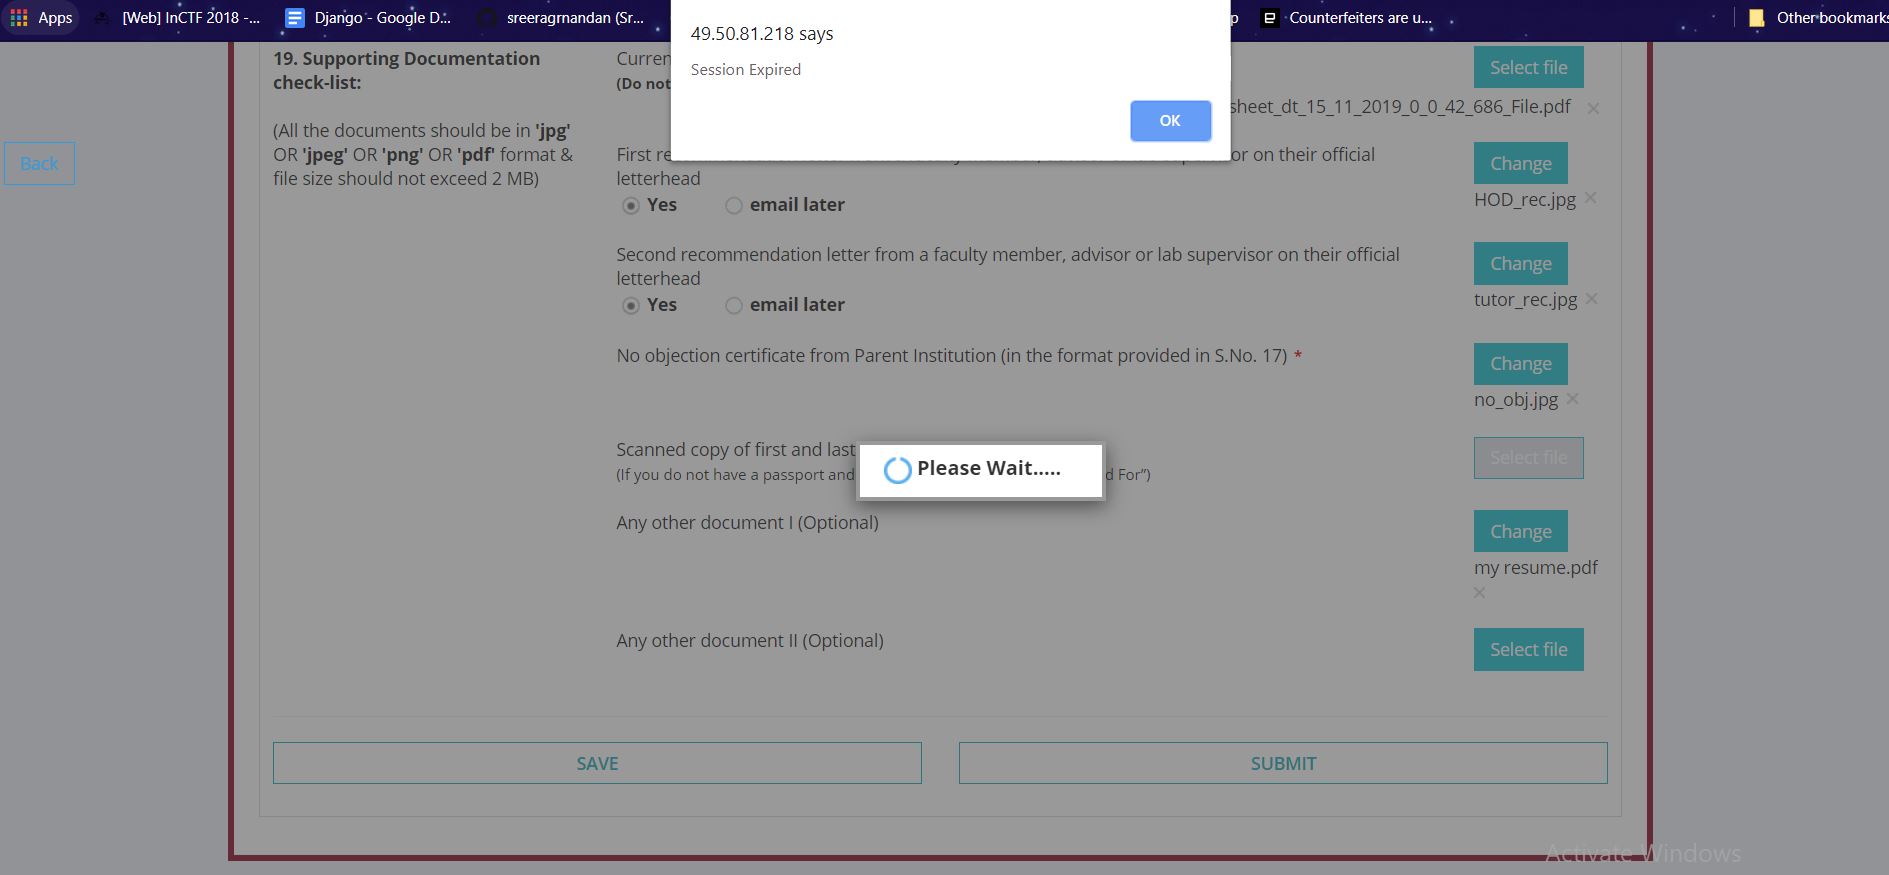 Apps
[Web] InCTF 2018 -...
Django - Google D...
sreeragrnandan (Sr...
Counterfeiters are u...
Other bookmarks
49.50.81.218 says
Session Expired
OK
19. Supporting Documentation
check-list:
(All the documents should be in 'jpg'
OR 'jpeg' OR 'png' OR 'pdf' format &
file size should not exceed 2 MB)
Back
(Do not
Select file
sheet_dt_15_11_2019_0_0_42_686_File.pdf
First
or on their official
letterhead
Yes
email later
Change
HOD_rec.jpg
Second recommendation letter from a faculty member, advisor or lab supervisor on their official
letterhead
Yes
email later
Change
tutor_rec.jpg
No objection certificate from Parent Institution (in the format provided in S.No. 17) *
Change
no_obj.jpg
Scanned copy of first and last
(If you do not have a passport and
d For”)
Select file
Please Wait.....
Any other document I (Optional)
Change
my resume.pdf
Any other document II (Optional)
Select file
SAVE
SUBMIT
Activate Windows